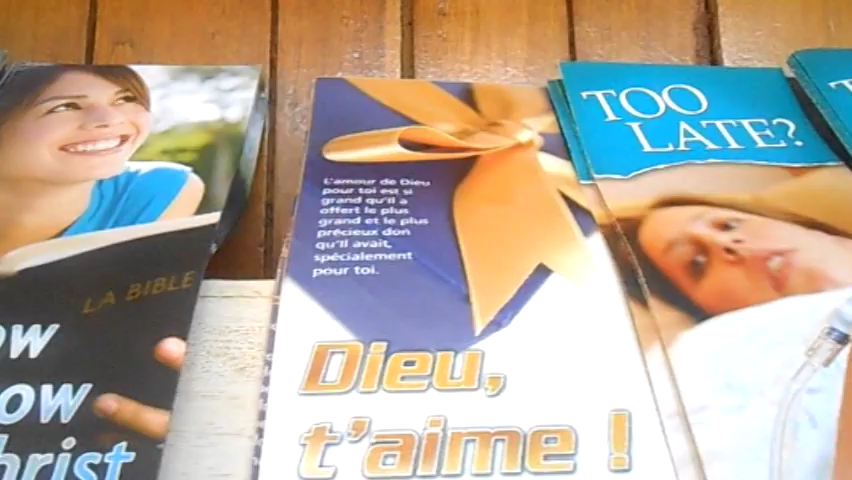 LA BIBLE
ow
ow
hrist
L'amour de Dieu
pour toi est si
grand qu'il a
offert le plus
grand et le plus
précieux don
qu'il avait,
spécialement
pour toi.
Dieu,
t'aime !
TOO
LATE?
T